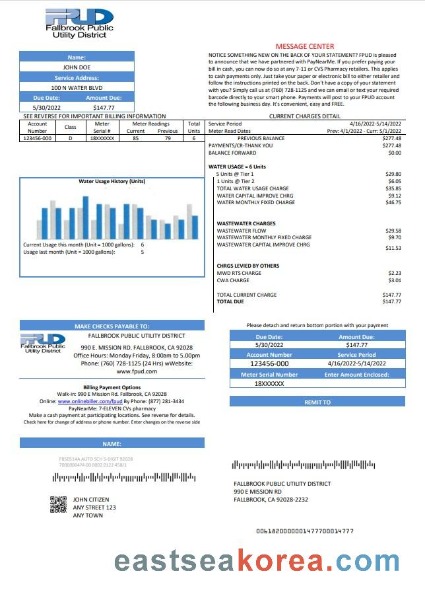 FPUD
Fallbrook Public
Utility District
MESSAGE CENTER
NOTICE SOMETHING NEW ON THE BACK OF YOUR STATEMENT? FPUD is pleased
to announce that we have partnered with PayNearMe. If you prefer paying your
bill in cash, you can now do so at any 7-11 or CVS Pharmacy retailers. This applies
to cash payments only. Just take your paper or electronic bill to either retailer and
follow the instructions printed on the back. Don't have a copy of your statement
with you? Simply call us at (760) 728-1125 and we can email or text your required
barcode directly to your smart phone. Payments will post to your FPUD account
the following business day. It's convenient, easy and FREE.
Name:
JOHN DOE
Service Address:
100 N WATER BLVD
Due Date: Amount Due:
5/30/2022 $147.77
SEE REVERSE FOR IMPORTANT BILLING INFORMATION
Account Number Class Meter Serial # Meter Readings Current Previous Total Units
123456-000 D 18XXXXXX 85 79 6
CURRENT CHARGES DETAIL
Service Period 4/16/2022-5/14/2022
Meter Read Dates Prev: 4/1/2022 - Curr: 5/1/2022
PREVIOUS BALANCE $277.48
PAYMENTS/CR-THANK YOU $277.48
BALANCE FORWARD $0.00
WATER USAGE = 6 Units
5 Units @ Tier 1 $29.80
1 Units @ Tier 2 $6.05
TOTAL WATER USAGE CHARGE $35.85
WATER CAPITAL IMPROVE CHRG $9.12
WATER MONTHLY FIXED CHARGE $46.75
WASTEWATER CHARGES
WASTEWATER FLOW $29.58
WASTEWATER MONTHLY FIXED CHARGE $9.70
WASTEWATER CAPITAL IMPROVE CHRG $11.53
CHRGS LEVIED BY OTHERS
MWD RTS CHARGE $2.23
CWA CHARGE $3.01
TOTAL CURRENT CHARGE $147.77
TOTAL DUE $147.77
Water Usage History (Units)
Current Usage this month (Unit = 1000 gallons): 6
Usage last month (Unit = 1000 gallons): 5
MAKE CHECKS PAYABLE TO:
FPUD
Fallbrook Public
Utility District
FALLBROOK PUBLIC UTILITY DISTRICT
990 E. MISSION RD. FALLBROOK, CA 92028
Office Hours: Monday Friday, 8:00am to 5.00pm
Phone: (760) 728-1125 (24 Hrs) wWebsite:
www.fpud.com
Billing Payment Options
Walk-in: 990 E Mission Rd. Fallbrook, CA 92028
Online: www.onlinebiller.com/fpud By Phone: (877) 281-3434
PayNearMe: 7-ELEVEN CVs pharmacy
Make a cash payment at participating locations. See reverse for details.
Check here for change of address or phone number. Enter changes on the reverse side
Please detach and return bottom portion with your payment
Due Date: Amount Due:
5/30/2022 $147.77
Account Number Service Period
123456-000 4/16/2022-5/14/2022
Meter Serial Number Enter Amount Enclosed:
18XXXXXX
REMIT TO
NAME:
JOHN CITIZEN
ANY STREET 123
ANY TOWN
FALLBROOK PUBLIC UTILITY DISTRICT
990 E MISSION RD
FALLBROOK, CA 92028-2232
eastseakorea.com